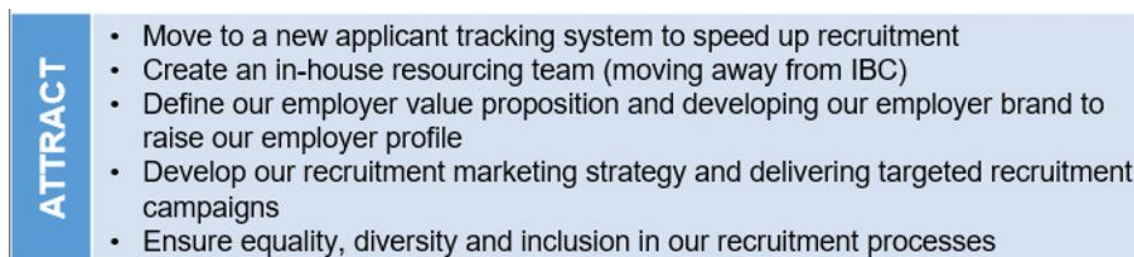 ATTRACT
• Move to a new applicant tracking system to speed up recruitment
• Create an in-house resourcing team (moving away from IBC)
• Define our employer value proposition and developing our employer brand to
raise our employer profile
• Develop our recruitment marketing strategy and delivering targeted recruitment
campaigns
• Ensure equality, diversity and inclusion in our recruitment processes